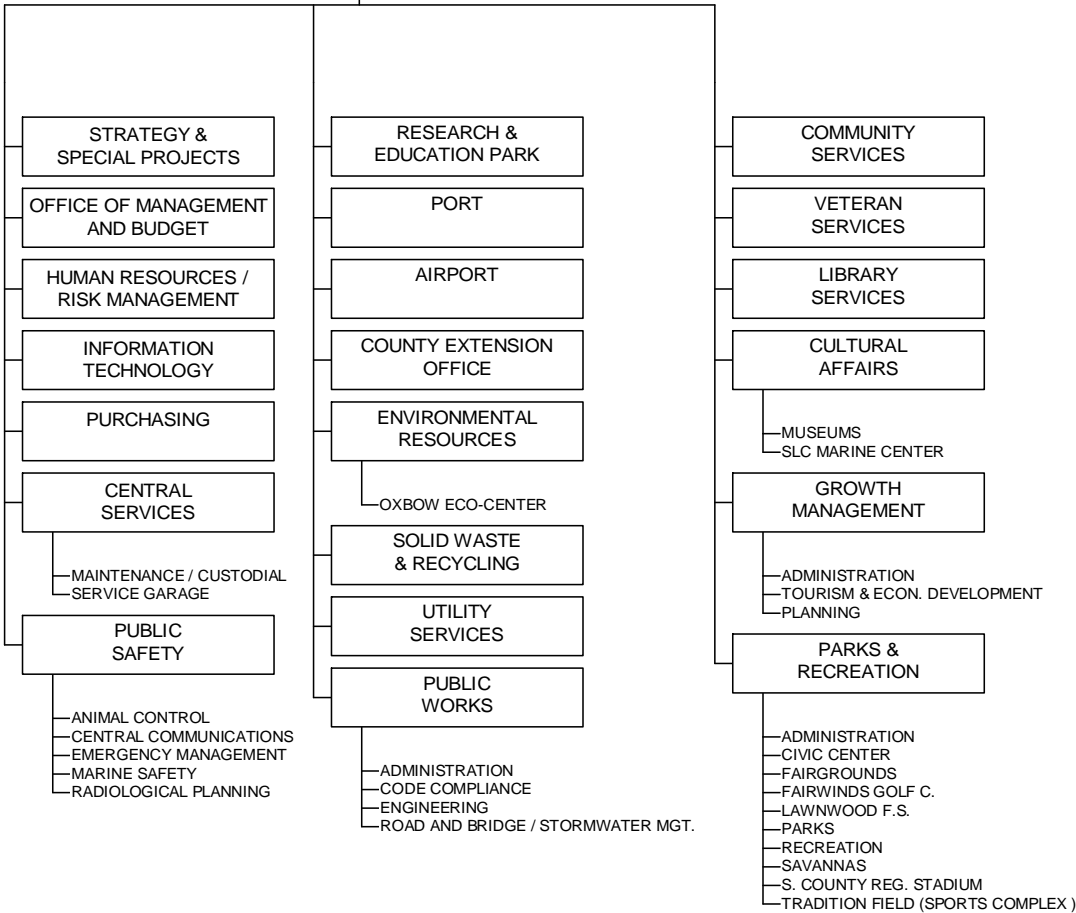 STRATEGY &
SPECIAL PROJECTS
OFFICE OF MANAGEMENT
AND BUDGET
HUMAN RESOURCES /
RISK MANAGEMENT
INFORMATION
TECHNOLOGY
PURCHASING
CENTRAL
SERVICES
MAINTENANCE / CUSTODIAL
SERVICE GARAGE
PUBLIC
SAFETY
ANIMAL CONTROL
CENTRAL COMMUNICATIONS
EMERGENCY MANAGEMENT
MARINE SAFETY
RADIOLOGICAL PLANNING
RESEARCH &
EDUCATION PARK
PORT
AIRPORT
COUNTY EXTENSION
OFFICE
ENVIRONMENTAL
RESOURCES
OXBOW ECO-CENTER
SOLID WASTE
& RECYCLING
UTILITY
SERVICES
PUBLIC
WORKS
ADMINISTRATION
CODE COMPLIANCE
ENGINEERING
ROAD AND BRIDGE / STORMWATER MGT.
COMMUNITY
SERVICES
VETERAN
SERVICES
LIBRARY
SERVICES
CULTURAL
AFFAIRS
MUSEUMS
SLC MARINE CENTER
GROWTH
MANAGEMENT
ADMINISTRATION
TOURISM & ECON. DEVELOPMENT
PLANNING
PARKS &
RECREATION
ADMINISTRATION
CIVIC CENTER
FAIRGROUNDS
FAIRWINDS GOLF C.
LAWNWOOD F.S.
PARKS
RECREATION
SAVANNAS
S. COUNTY REG. STADIUM
TRADITION FIELD (SPORTS COMPLEX )